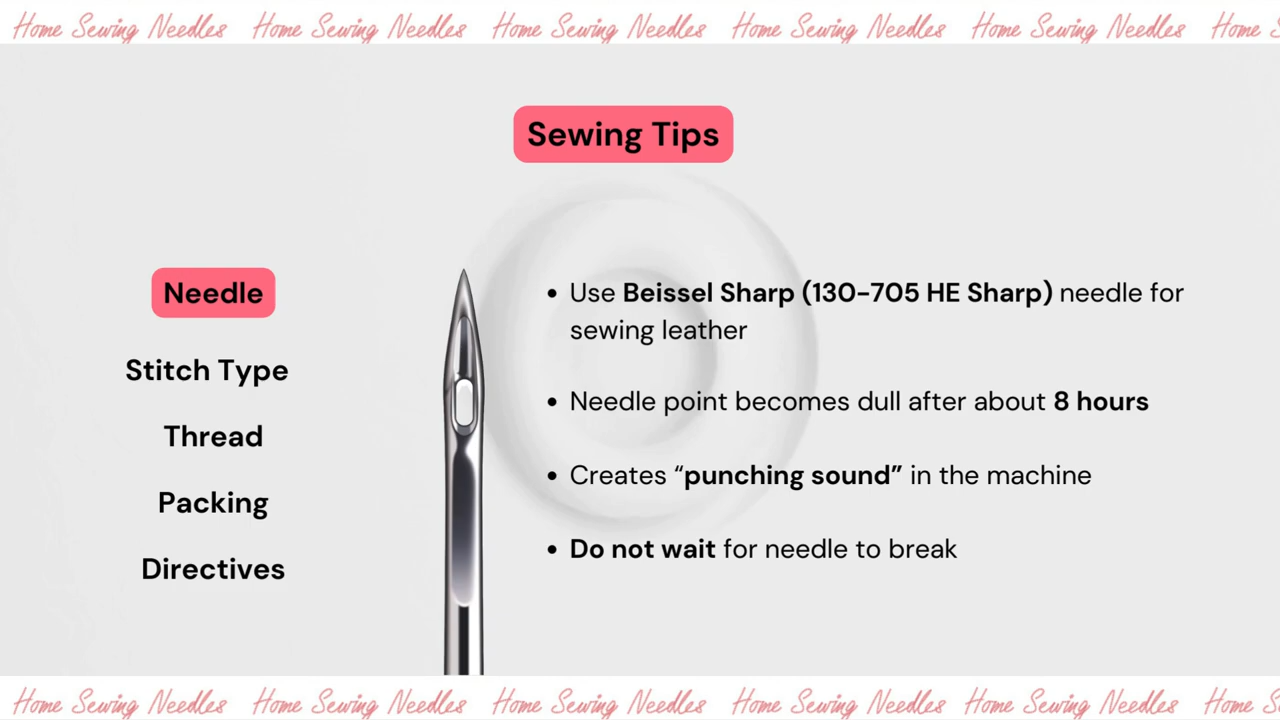 Home Sewing Needles Home Sewing Needles Home Sewing Needles Home Sewing Needles Home Sewing Needles Home S
Sewing Tips
Needle
Stitch Type
Thread
Packing
Directives
• Use Beissel Sharp (130-705 HE Sharp) needle for
sewing leather
• Needle point becomes dull after about 8 hours
• Creates “punching sound” in the machine
• Do not wait for needle to break
Home Sewing Needles Home Sewing Needles Home Sewing Needles Home Sewing Needles Home Sewing Needles Home S